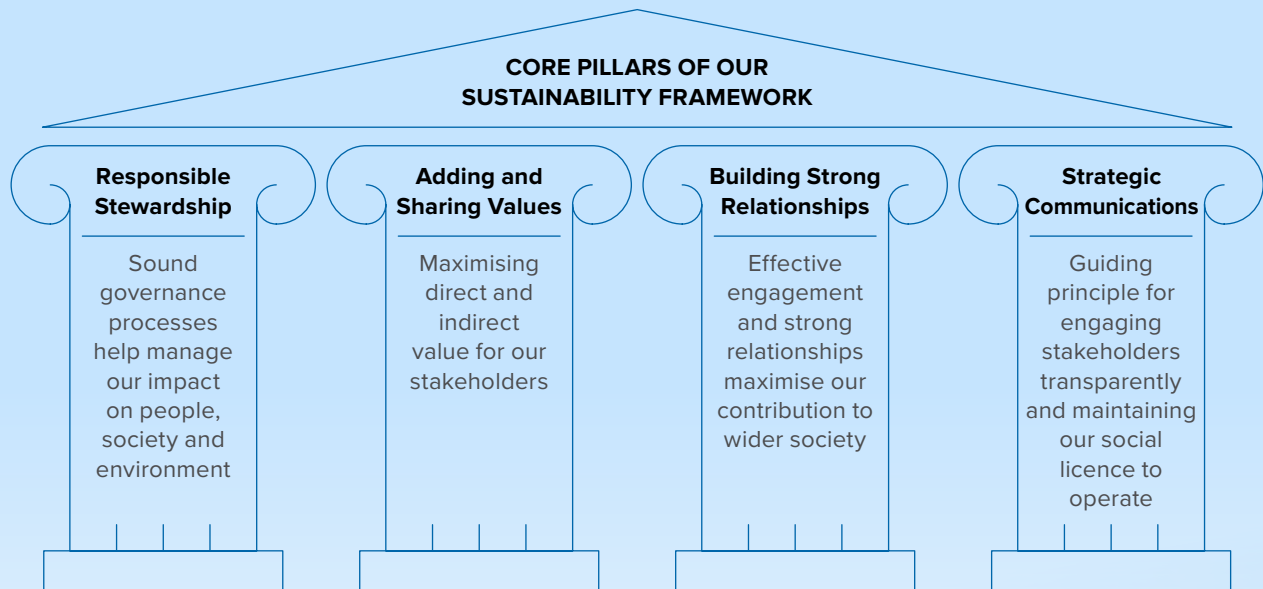 CORE PILLARS OF OUR
SUSTAINABILITY FRAMEWORK
Responsible
Stewardship
Sound
governance
processes
help manage
our impact
on people,
society and
environment
Adding and
Sharing Values
Maximising
direct and
indirect
value for our
stakeholders
Building Strong
Relationships
Effective
engagement
and strong
relationships
maximise our
contribution to
wider society
Strategic
Communications
Guiding
principle for
engaging
stakeholders
transparently
and maintaining
our social
licence to
operate